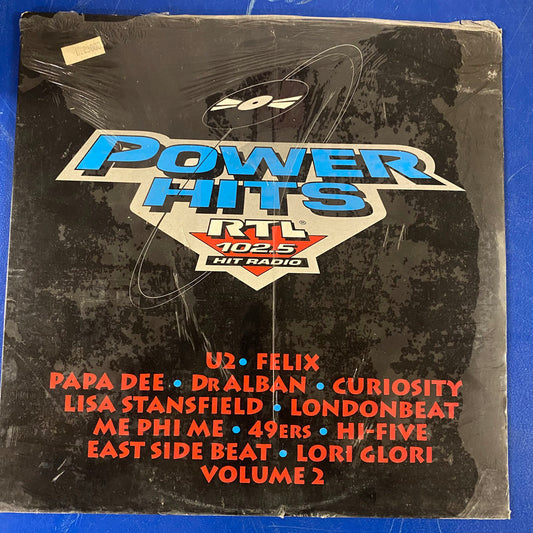 POWER
HITS
RTL®
102.5
HIT RADIO
U2 • FELIX
PAPA DEE • DR ALBAN • CURIOSITY
LISA STANSFIELD • LONDONBEAT
ME PHI ME • 49ERS • HI-FIVE
EAST SIDE BEAT • LORI GLORI
VOLUME 2